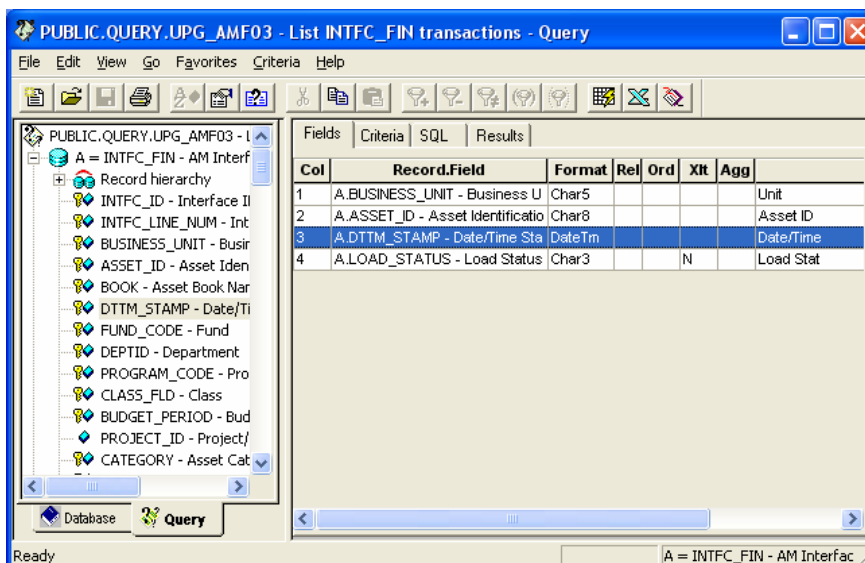 PUBLIC.QUERY.UPG_AMF03 - List INTFC_FIN transactions - Query
File Edit View Go Favorites Criteria Help
PUBLIC.QUERY.UPG_AMF03 - L
A = INTFC_FIN - AM Interf
Record hierarchy
INTFC_ID - Interface II
INTFC_LINE_NUM - Int
BUSINESS_UNIT - Busir
ASSET_ID - Asset Iden
BOOK - Asset Book Nar
DTTM_STAMP - Date/Ti
FUND_CODE - Fund
DEPTID - Department
PROGRAM_CODE - Pro
CLASS_FLD - Class
BUDGET_PERIOD - Bud
PROJECT_ID - Project/
CATEGORY - Asset Cat
Database Query
Fields Criteria SQL Results
Col Record.Field Format Rel Ord Xlt Agg
1 A.BUSINESS_UNIT - Business U Char5 Unit
2 A.ASSET_ID - Asset Identificatio Char8 Asset ID
3 A.DTTM_STAMP - Date/Time Sta DateTm Date/Time
4 A.LOAD_STATUS - Load Status Char3 N Load Stat
Ready A = INTFC_FIN - AM Interfac